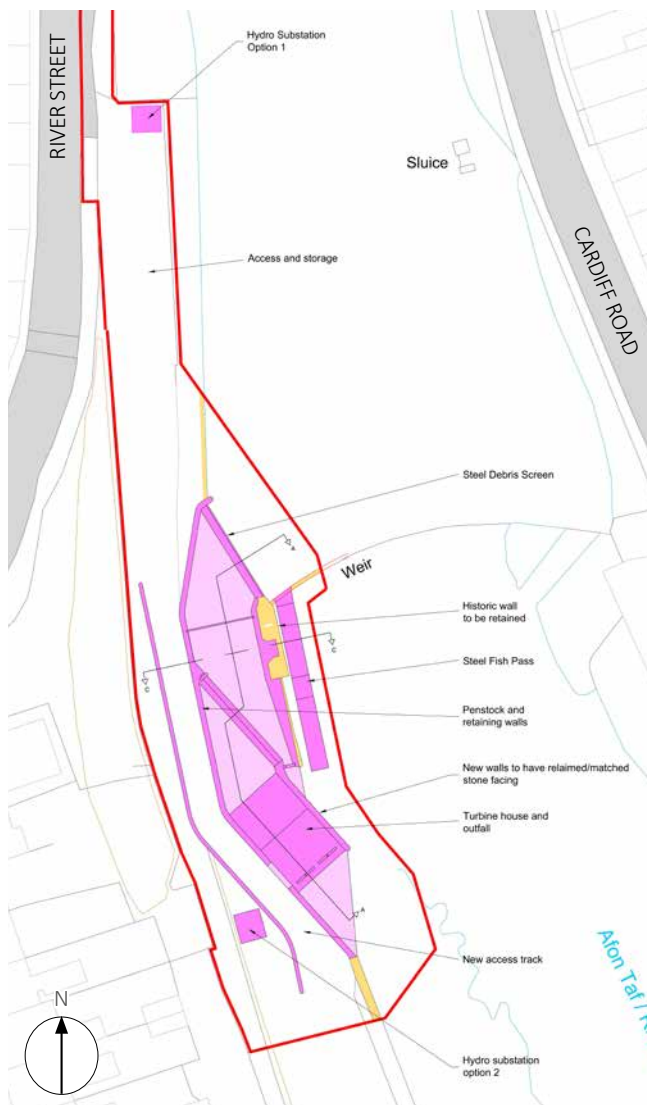 Hydro Substation
Option 1
RIVER STREET
Sluice
CARDIFF ROAD
Access and storage
Steel Debris Screen
A
Weir
Historic wall
to be retained
C
Steel Fish Pass
C
Penstock and
retaining walls
New walls to have relaimed/matched
stone facing
Turbine house and
outfall
A
New access track
Afon Taf /
N
Hydro substation
option 2